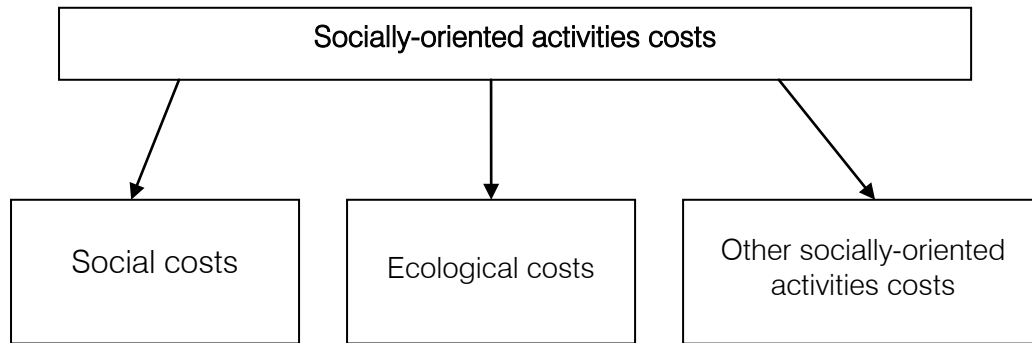 Socially-oriented activities costs
Social costs
Ecological costs
Other socially-oriented
activities costs